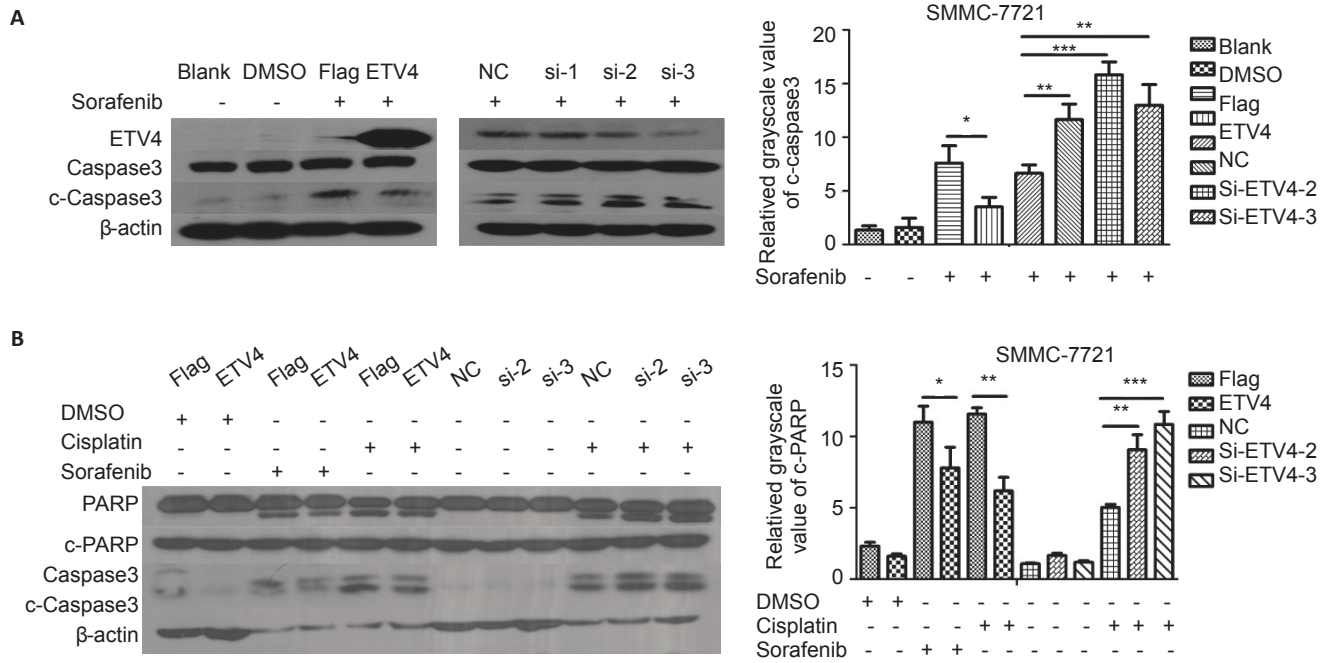 A
Blank DMSO Flag ETV4
Sorafenib - - + +
ETV4
Caspase3
c-Caspase3
β-actin
NC si-1 si-2 si-3
+ + + +
SMMC-7721
Relatived grayscale value
of c-caspase3
20
15
10
5
0
* ** *** **
Sorafenib - - + + + + + +
Blank
DMSO
Flag
ETV4
NC
Si-ETV4-2
Si-ETV4-3
B
Flag ETV4 Flag ETV4 Flag ETV4 NC si-2 si-3 NC si-2 si-3
DMSO + + - - - - - - - - - -
Cisplatin - - - - + + - - - + + +
Sorafenib - - + + - - - - - - - -
PARP
c-PARP
Caspase3
c-Caspase3
β-actin
SMMC-7721
Relatived grayscale
value of c-PARP
15
10
5
0
* ** ** ***
DMSO + + - - - - - - - - - -
Cisplatin - - - - + + - - - + + +
Sorafenib - - + + - - - - - - - -
Flag
ETV4
NC
Si-ETV4-2
Si-ETV4-3